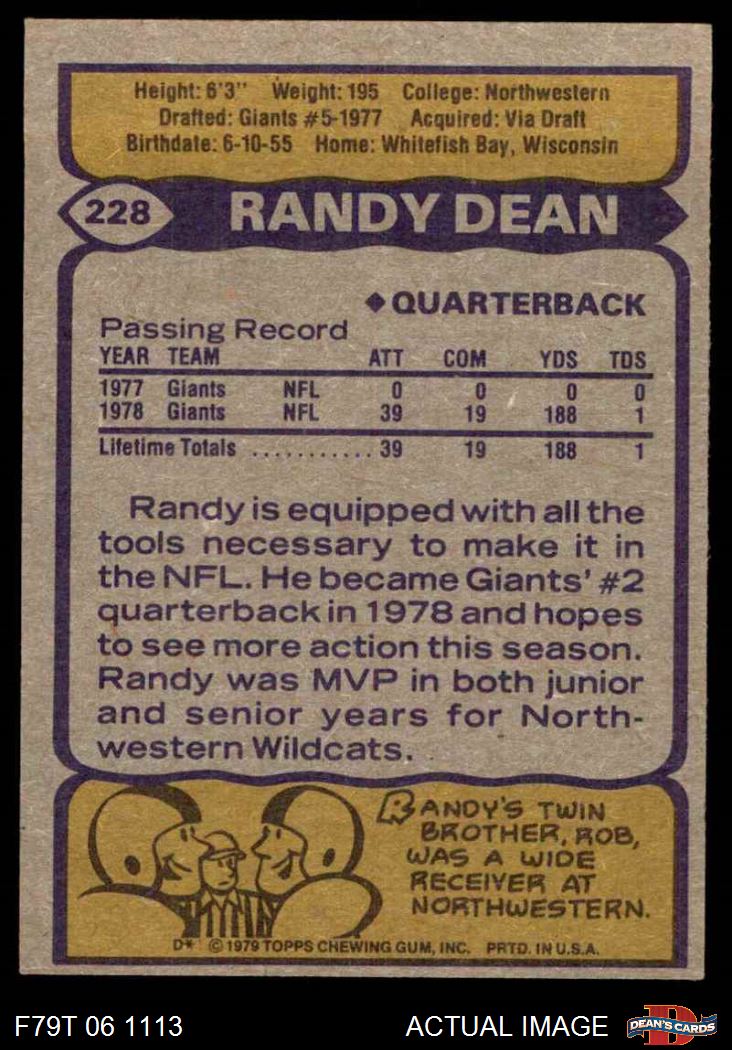 Height: 6'3" Weight: 195 College: Northwestern
Drafted: Giants #5-1977 Acquired: Via Draft
Birthdate: 6-10-55 Home: Whitefish Bay, Wisconsin
228 RANDY DEAN
◆ QUARTERBACK
Passing Record
YEAR TEAM ATT COM YDS TDS
1977 Giants NFL 0 0 0 0
1978 Giants NFL 39 19 188 1
Lifetime Totals ........... 39 19 188 1
Randy is equipped with all the
tools necessary to make it in
the NFL. He became Giants' #2
quarterback in 1978 and hopes
to see more action this season.
Randy was MVP in both junior
and senior years for North-
western Wildcats.
RANDY'S TWIN
BROTHER, ROB,
WAS A WIDE
RECEIVER AT
NORTHWESTERN.
D* © 1979 TOPPS CHEWING GUM, INC. PRTD. IN U.S.A.
F79T 06 1113 ACTUAL IMAGE D DEAN'S CARDS